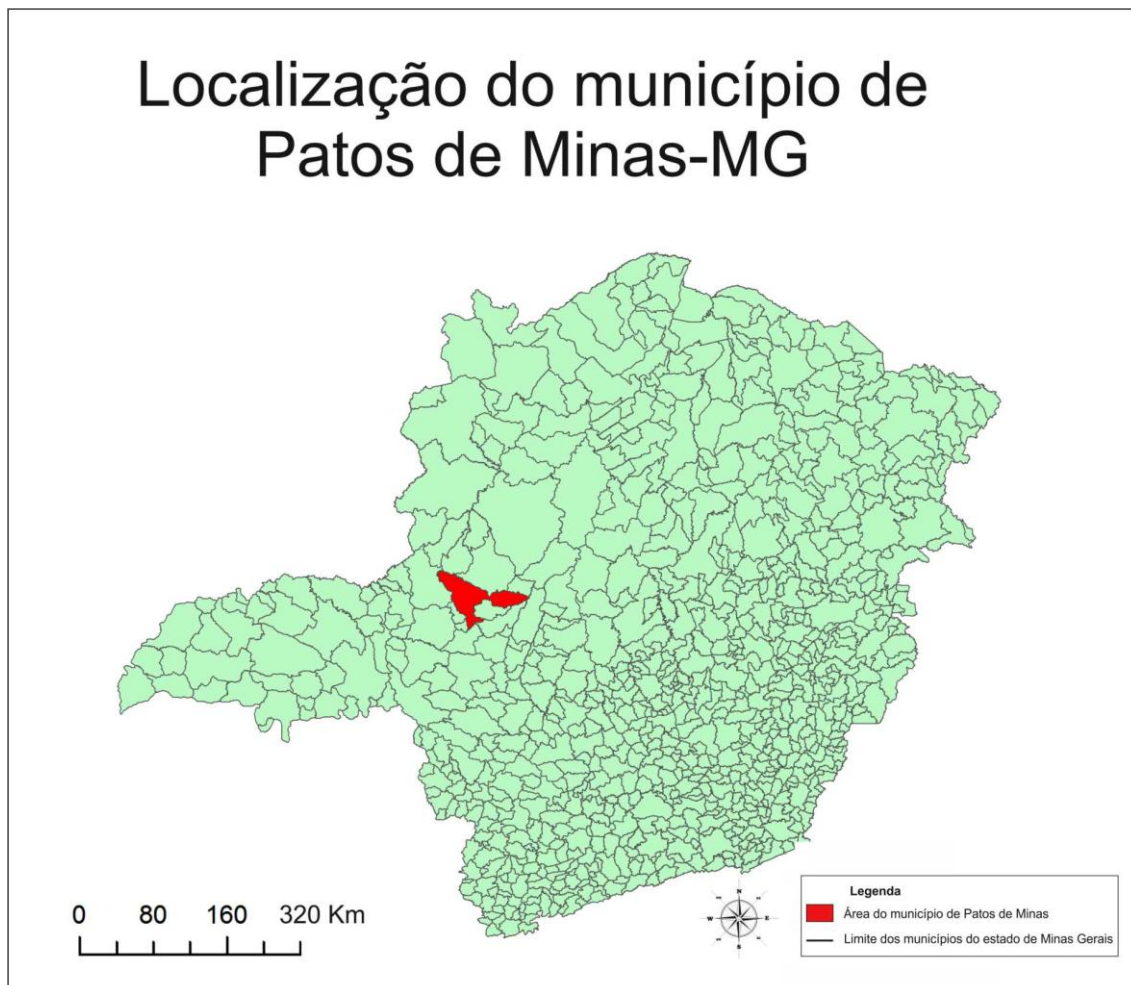 Localização do município de
Patos de Minas-MG
0 80 160 320 Km
N
W E
S
Legenda
Área do município de Patos de Minas
Limite dos municípios do estado de Minas Gerais